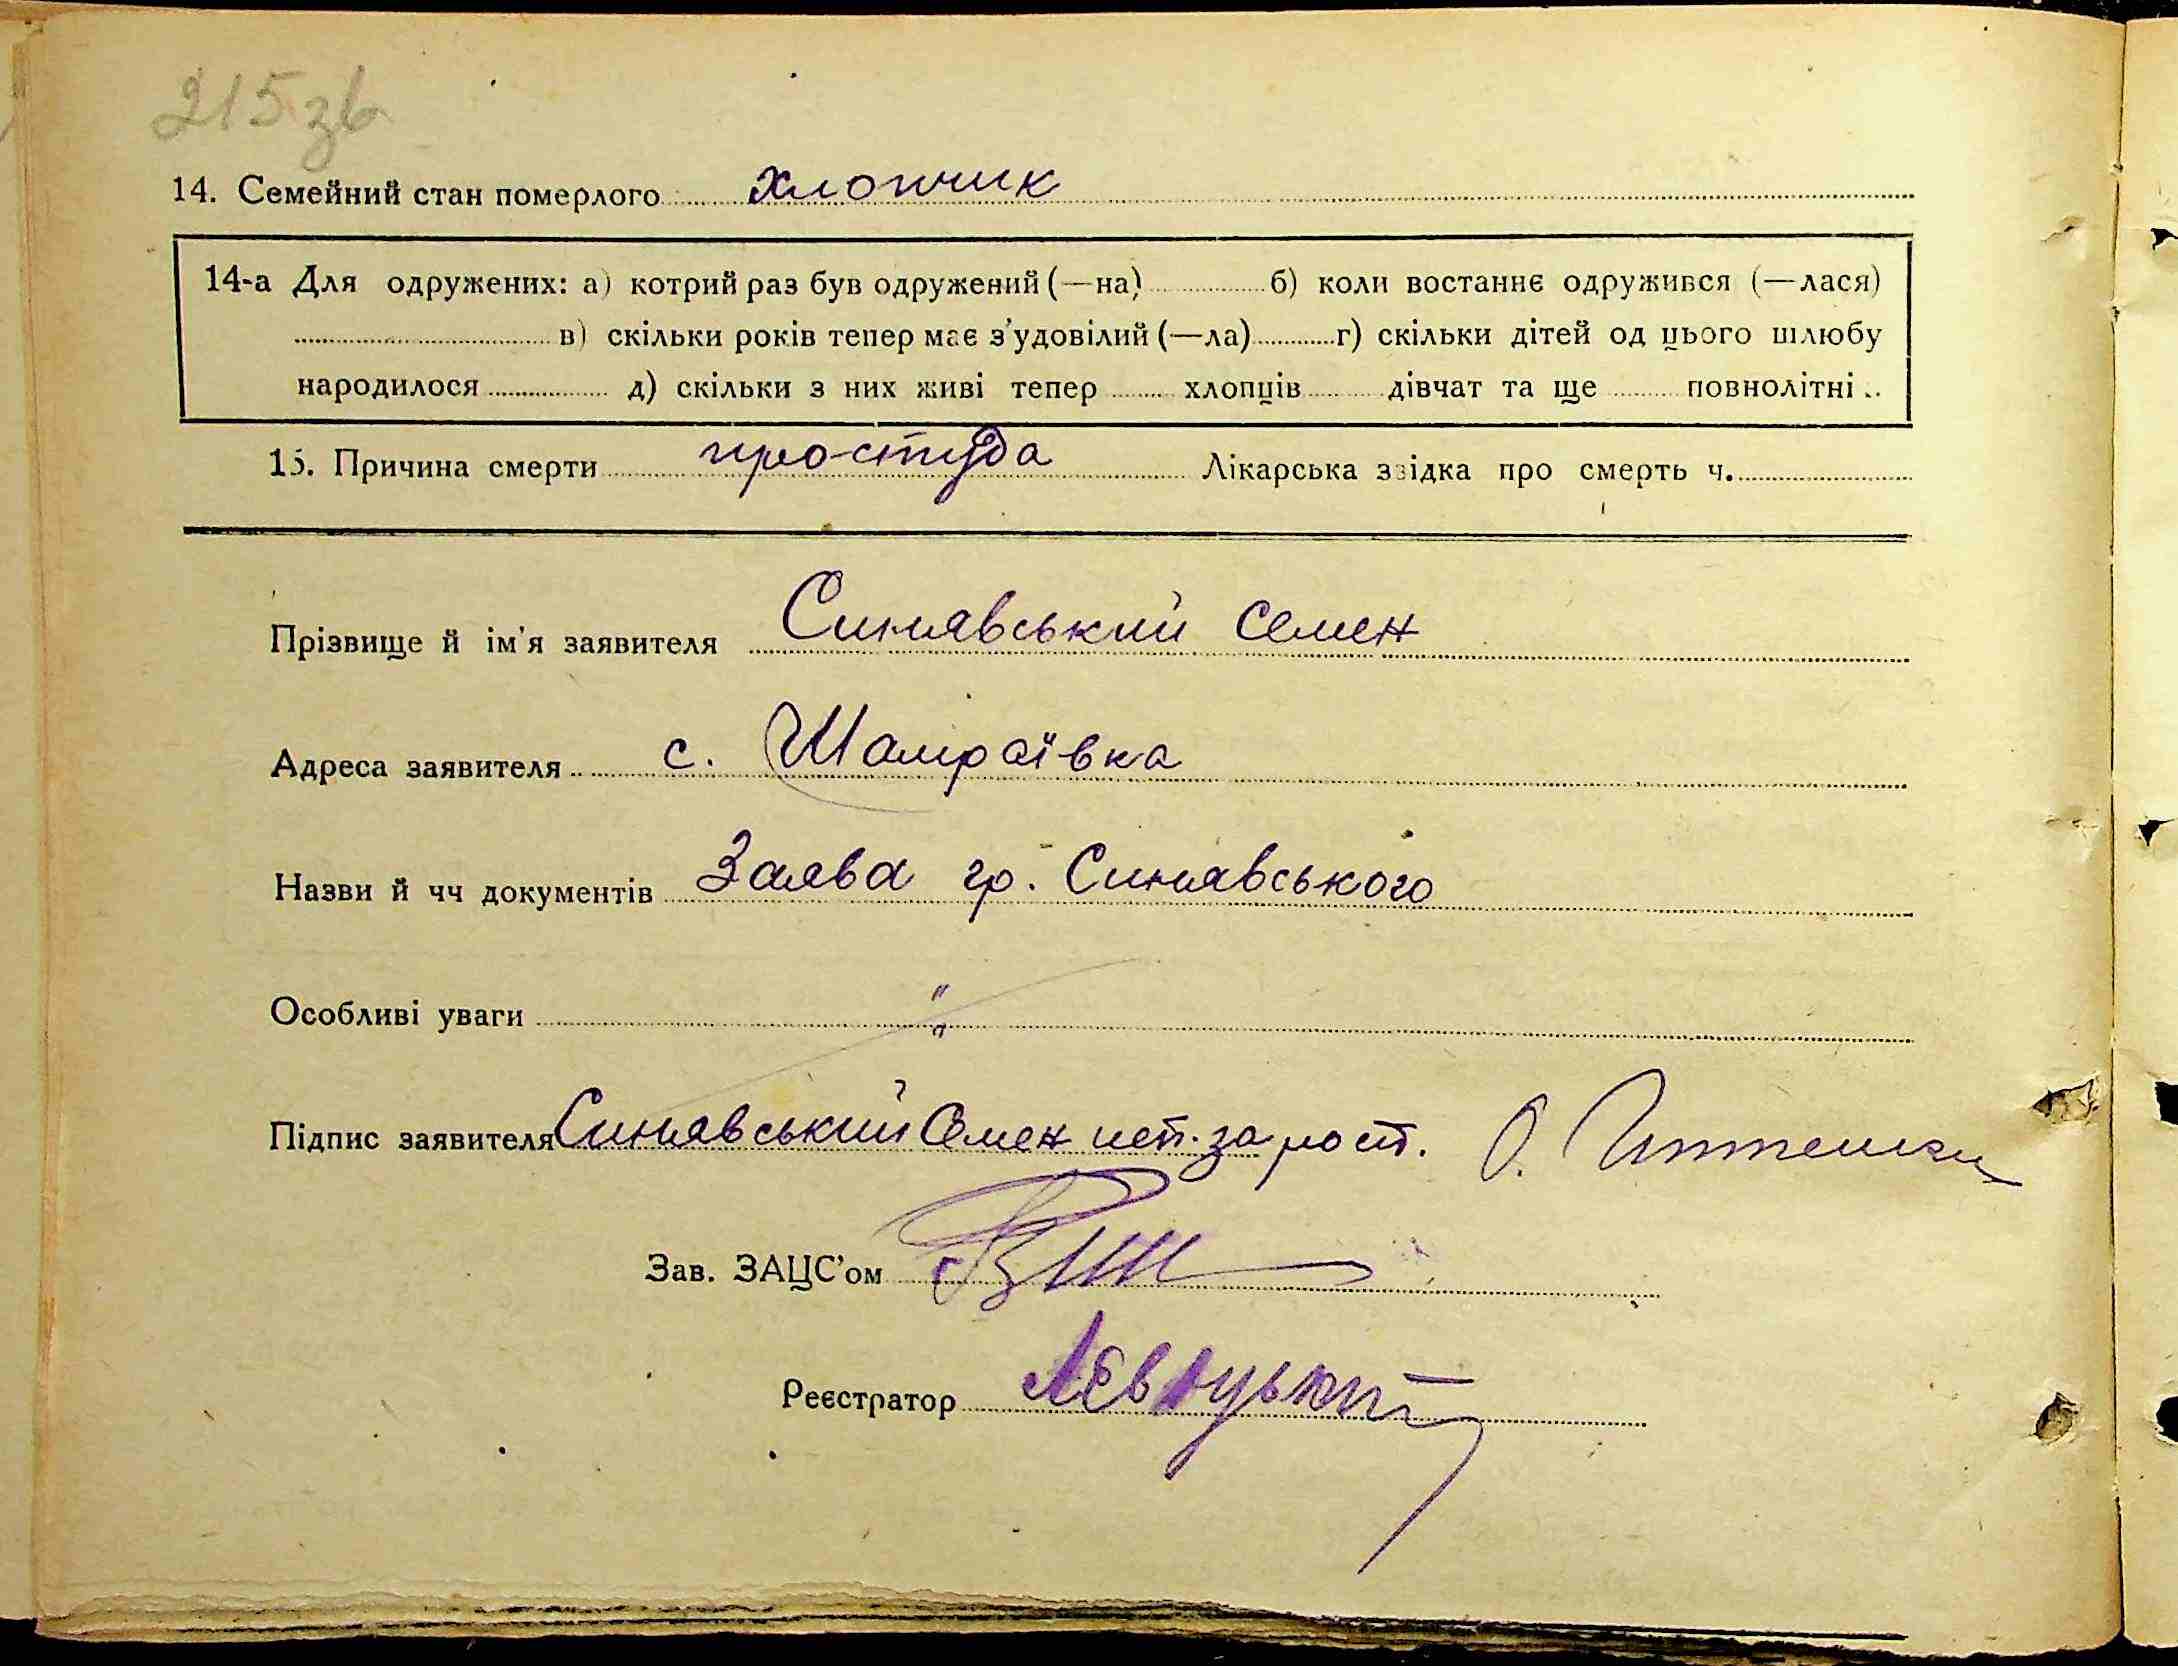 215 зв
14. Семейний стан померлого хлопчик
14-а Для одружених: а) котрий раз був одружений (—на) б) коли востаннє одружився (—лася)
в) скільки років тепер має з'удовілий (—ла) г) скільки дітей од цього шлюбу
народилося д) скільки з них живі тепер хлопців дівчат та ще повнолітні
15. Причина смерти простуда Лікарська звідка про смерть ч.
Прізвище й ім'я заявителя Синявський Семен
Адреса заявителя с. Шамраївка
Назви й чч документів Заява гр. Синявського
Особливі уваги "
Підпис заявителя Синявський Семен неп. за рост. О.
Зав. ЗАЦС'ом
Реєстратор